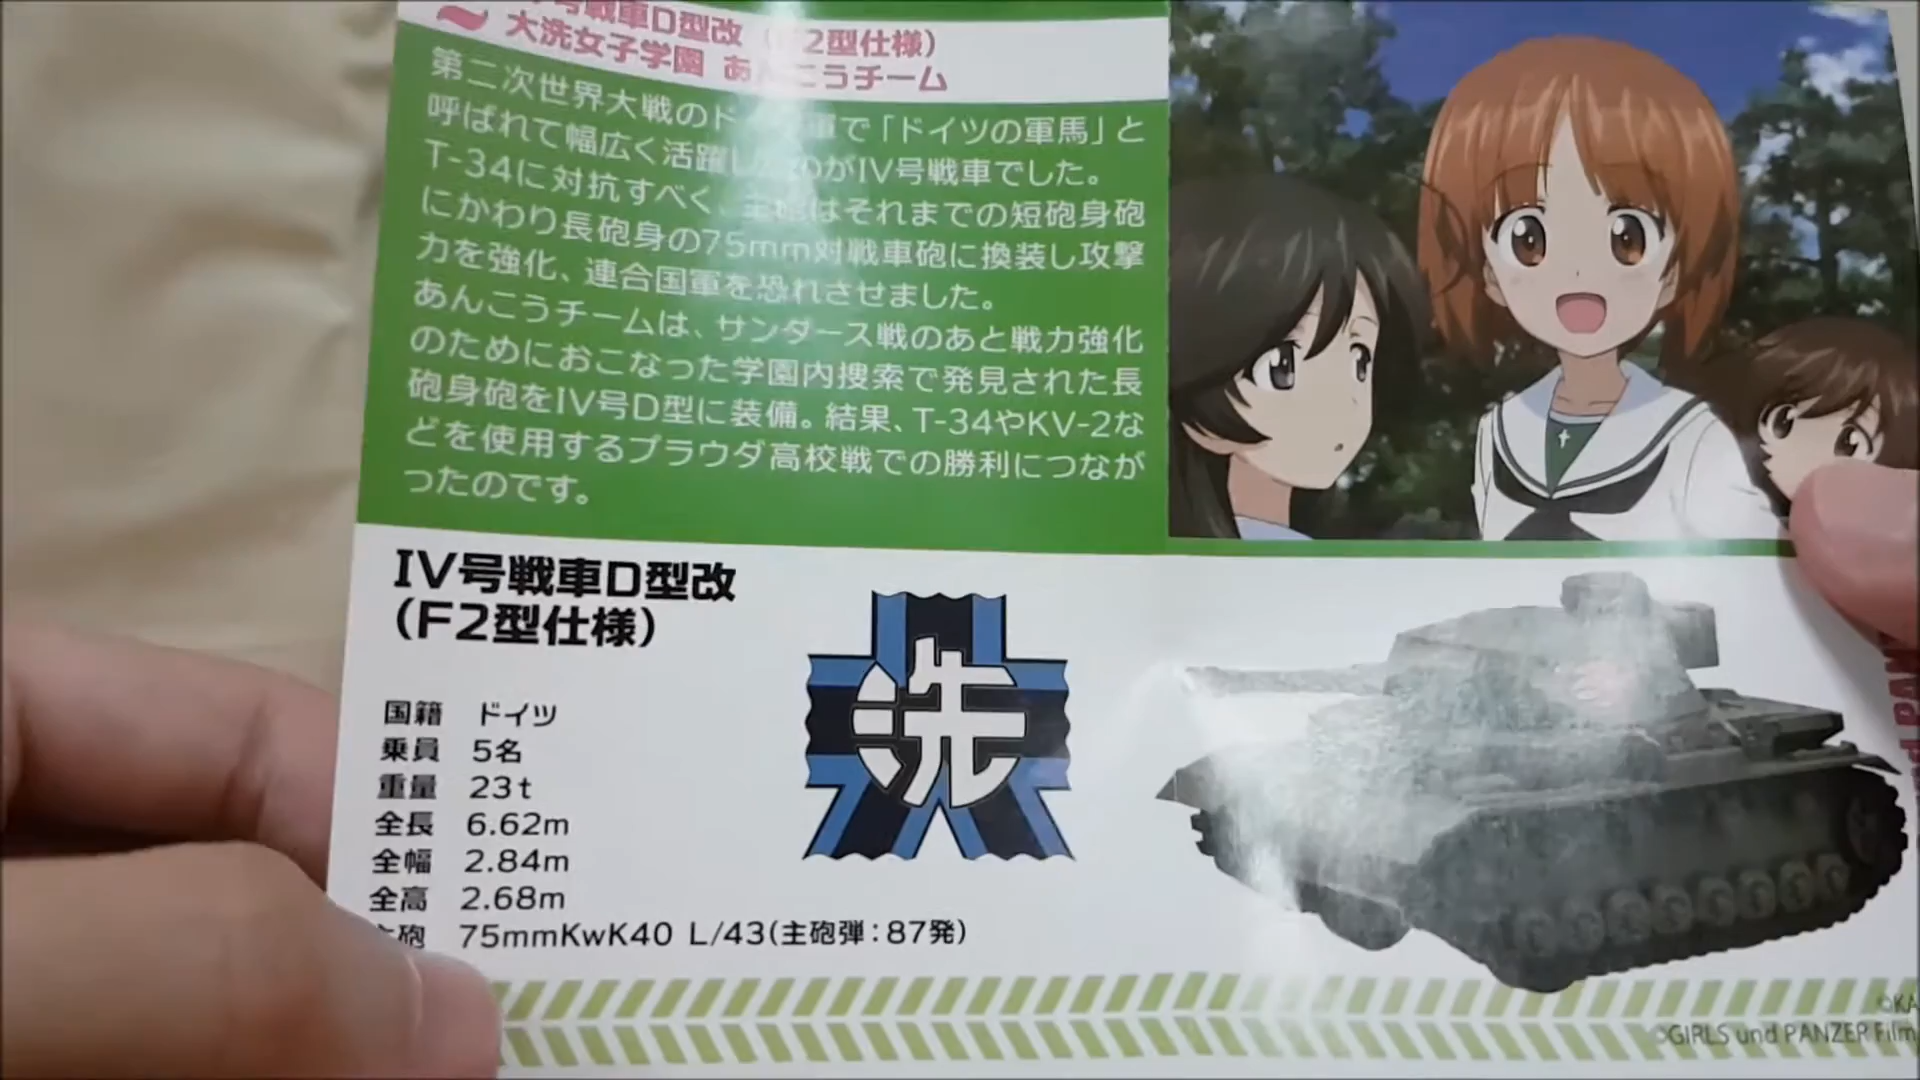 号戦車D型改（F2型仕様）
大洗女子学園 あんこうチーム
第二次世界大戦のド 軍で「ドイツの軍馬」と
呼ばれて幅広く活躍したのがIV号戦車でした。
T-34に対抗すべく、主砲はそれまでの短砲身砲
にかわり長砲身の75mm対戦車砲に換装し攻撃
力を強化、連合国軍を恐れさせました。
あんこうチームは、サンダース戦のあと戦力強化
のためにおこなった学園内捜索で発見された長
砲身砲をIV号D型に装備。結果、T-34やKV-2な
どを使用するプラウダ高校戦での勝利につなが
ったのです。
IV号戦車D型改
（F2型仕様）
洗
国籍 ドイツ
乗員 5名
重量 23t
全長 6.62m
全幅 2.84m
全高 2.68m
主砲 75mmKwK40 L/43(主砲弾：87発)
©KA
©GIRLS und PANZER Film